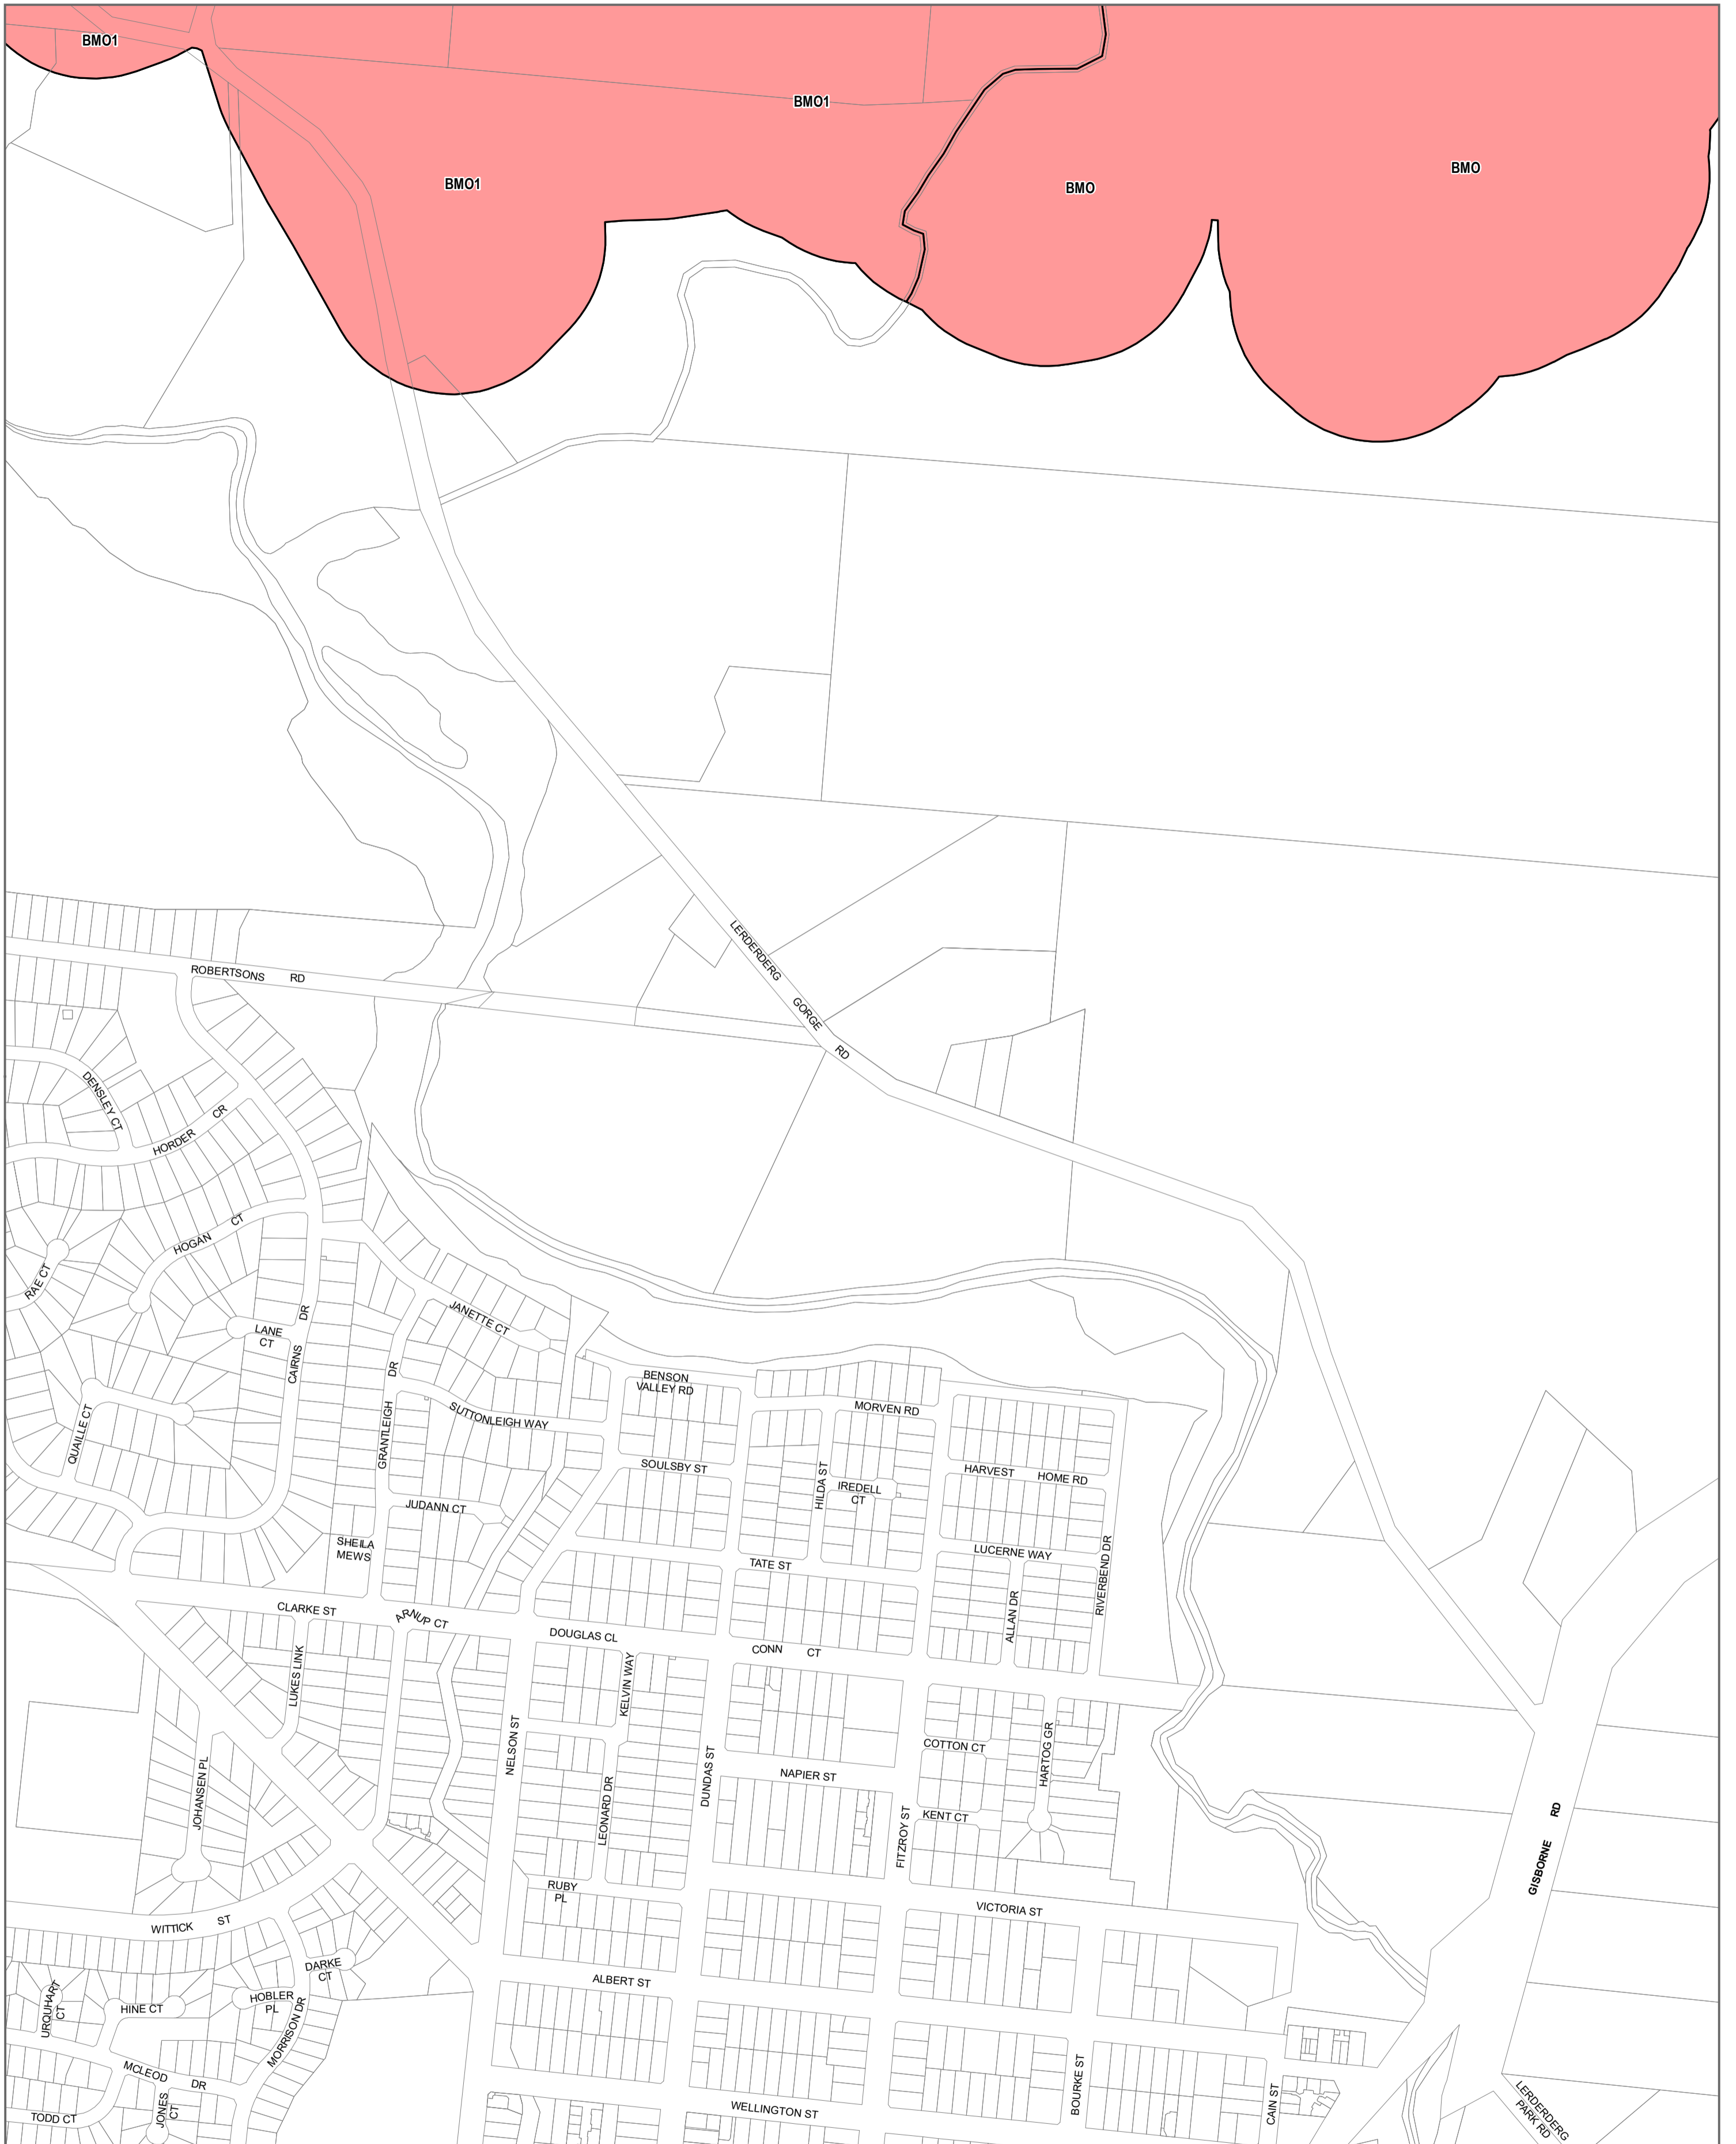 BMO1
BMO1
BMO
BMO1
BMO
LERDERDERG
GORGE
RD
ROBERTSONS RD
DENSLEY CT
HORDER CR
HOGAN CT
RAE CT
LANE
CT
CAIRNS DR
JANETTE CT
GRANTLEIGH DR
SUTTONLEIGH WAY
QUAILLE CT
BENSON
VALLEY RD
MORVEN RD
SOULSBY ST
HILDA ST
IREDELL
CT
HARVEST HOME RD
JUDANN CT
SHEILA
MEWS
TATE ST
LUCERNE WAY
ALLAN DR
RIVERBEND DR
CLARKE ST
ARNUP CT
DOUGLAS CL
CONN CT
LUKES LINK
KELVIN WAY
NELSON ST
DUNDAS ST
COTTON CT
HARTOG GR
JOHANSEN PL
LEONARD DR
NAPIER ST
FITZROY ST
KENT CT
GISBORNE RD
RUBY
PL
VICTORIA ST
WITTICK ST
DARKE
CT
ALBERT ST
URQUHART
CT
HINE CT
HOBLER
PL
MORRISON DR
MCLEOD DR
JONES
CT
TODD CT
WELLINGTON ST
BOURKE ST
CAIN ST
LERDERDERG
PARK RD